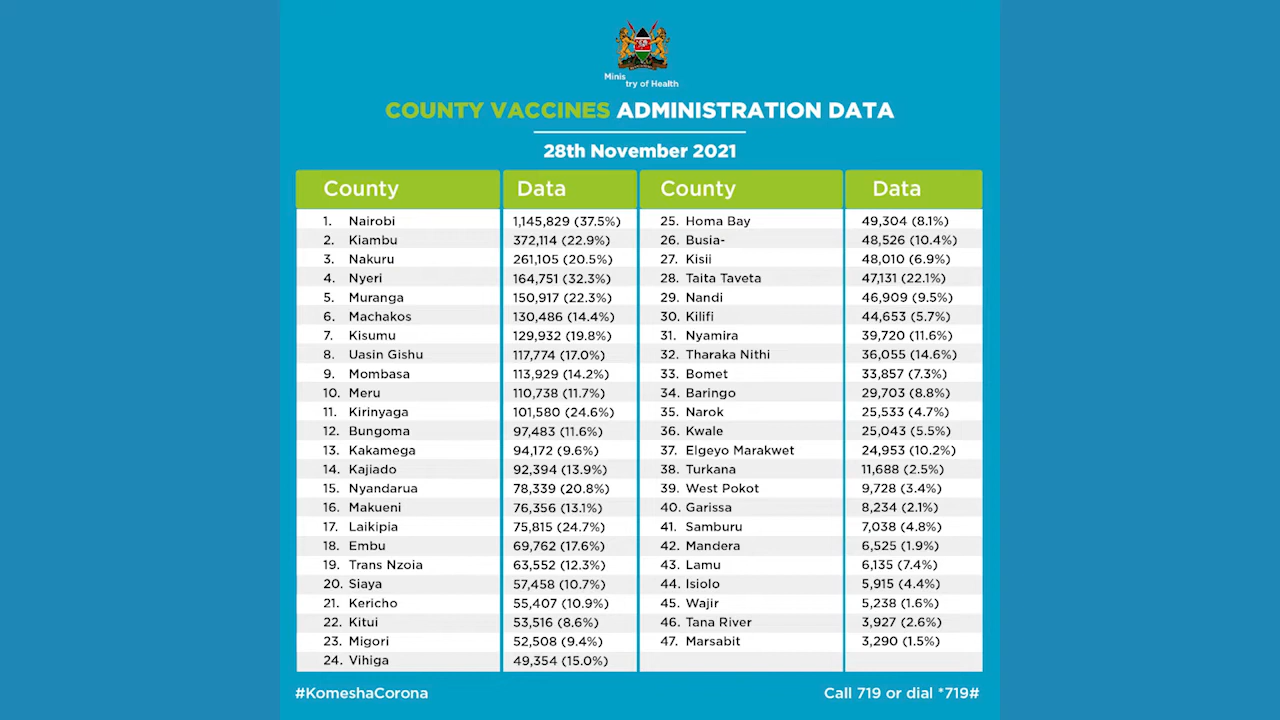 Minis
try of Health
COUNTY VACCINES ADMINISTRATION DATA
28th November 2021
County Data County Data
1. Nairobi 1,145,829 (37.5%) 25. Homa Bay 49,304 (8.1%)
2. Kiambu 372,114 (22.9%) 26. Busia- 48,526 (10.4%)
3. Nakuru 261,105 (20.5%) 27. Kisii 48,010 (6.9%)
4. Nyeri 164,751 (32.3%) 28. Taita Taveta 47,131 (22.1%)
5. Muranga 150,917 (22.3%) 29. Nandi 46,909 (9.5%)
6. Machakos 130,486 (14.4%) 30. Kilifi 44,653 (5.7%)
7. Kisumu 129,932 (19.8%) 31. Nyamira 39,720 (11.6%)
8. Uasin Gishu 117,774 (17.0%) 32. Tharaka Nithi 36,055 (14.6%)
9. Mombasa 113,929 (14.2%) 33. Bomet 33,857 (7.3%)
10. Meru 110,738 (11.7%) 34. Baringo 29,703 (8.8%)
11. Kirinyaga 101,580 (24.6%) 35. Narok 25,533 (4.7%)
12. Bungoma 97,483 (11.6%) 36. Kwale 25,043 (5.5%)
13. Kakamega 94,172 (9.6%) 37. Elgeyo Marakwet 24,953 (10.2%)
14. Kajiado 92,394 (13.9%) 38. Turkana 11,688 (2.5%)
15. Nyandarua 78,339 (20.8%) 39. West Pokot 9,728 (3.4%)
16. Makueni 76,356 (13.1%) 40. Garissa 8,234 (2.1%)
17. Laikipia 75,815 (24.7%) 41. Samburu 7,038 (4.8%)
18. Embu 69,762 (17.6%) 42. Mandera 6,525 (1.9%)
19. Trans Nzoia 63,552 (12.3%) 43. Lamu 6,135 (7.4%)
20. Siaya 57,458 (10.7%) 44. Isiolo 5,915 (4.4%)
21. Kericho 55,407 (10.9%) 45. Wajir 5,238 (1.6%)
22. Kitui 53,516 (8.6%) 46. Tana River 3,927 (2.6%)
23. Migori 52,508 (9.4%) 47. Marsabit 3,290 (1.5%)
24. Vihiga 49,354 (15.0%)
#KomeshaCorona Call 719 or dial *719#